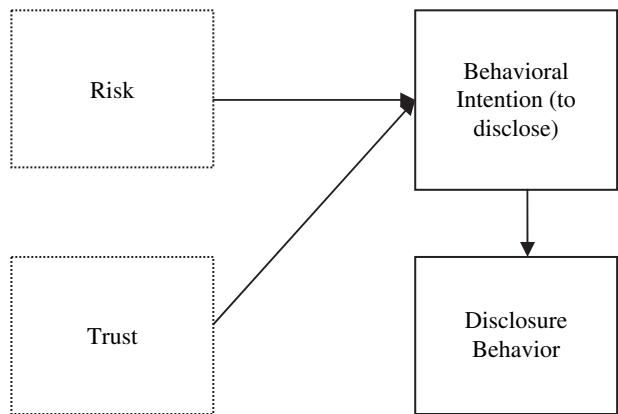 Risk
Behavioral
Intention (to
disclose)
Trust
Disclosure
Behavior